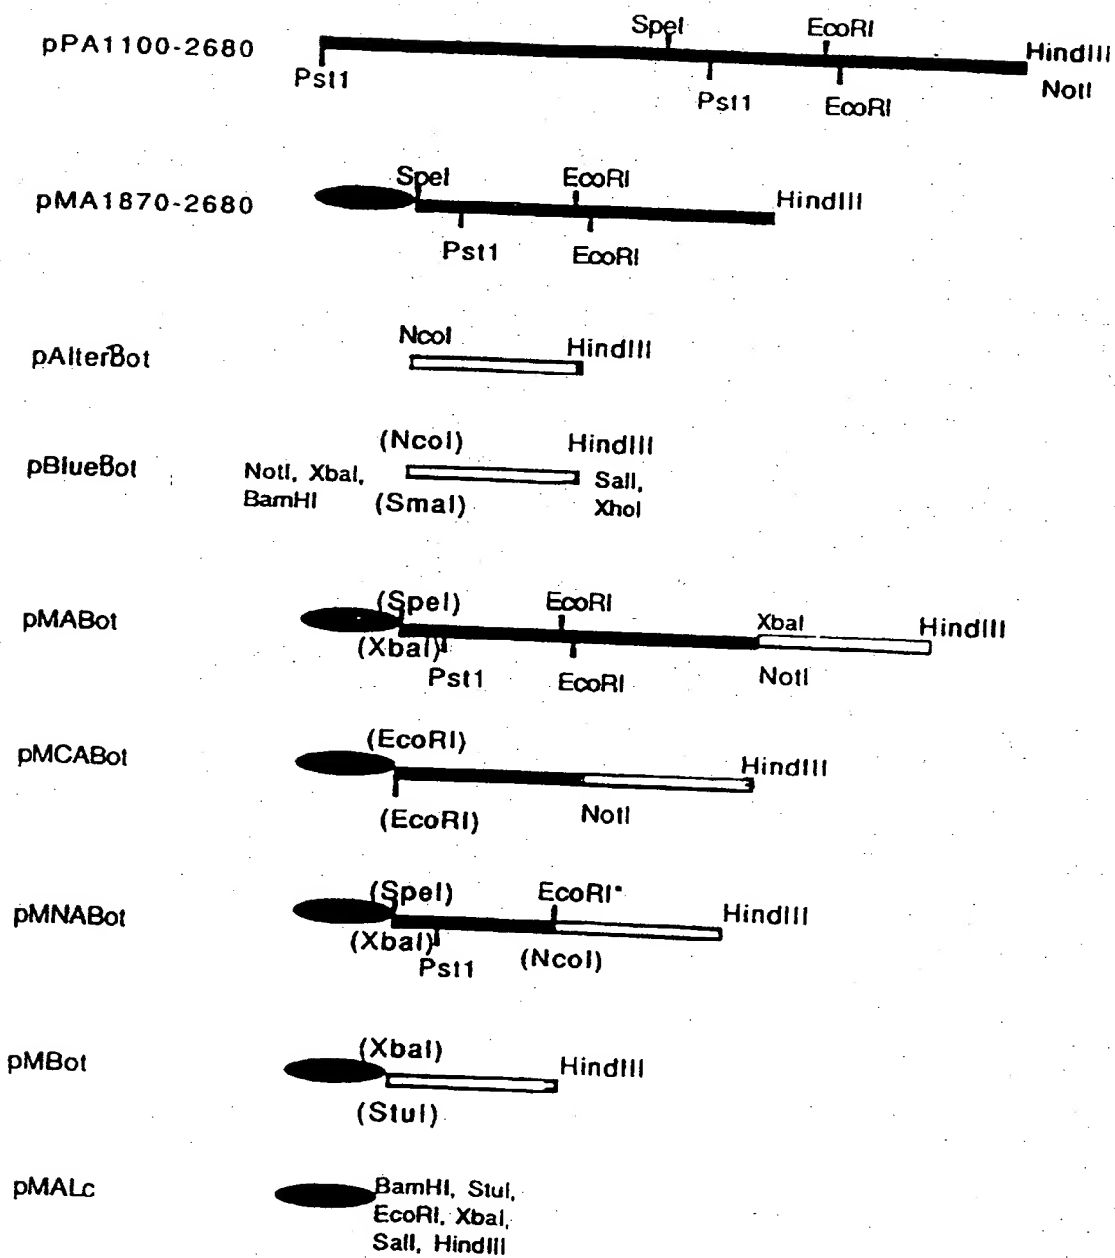 SpeI EcoRI
pPA1100-2680 HindIII
Pst1 Pst1 EcoRI NotI
SpeI EcoRI
pMA1870-2680 HindIII
Pst1 EcoRI
NcoI HindIII
pAlterBot
(NcoI) HindIII
pBlueBot NotI, XbaI, SalI,
BamHI (SmaI) XhoI
(SpeI) EcoRI XbaI HindIII
pMABot
(XbaI) Pst1 EcoRI NotI
(EcoRI) HindIII
pMCABot
(EcoRI) NotI
(SpeI) EcoRI* HindIII
pMNABot
(XbaI) Pst1 (NcoI)
(XbaI) HindIII
pMBot
(StuI)
pMALc BamHI, StuI,
EcoRI, XbaI,
SalI, HindIII